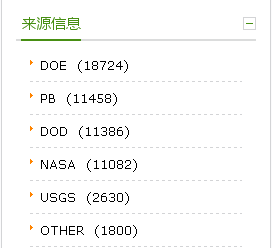 来源信息
DOE (18724)
PB (11458)
DOD (11386)
NASA (11082)
USGS (2630)
OTHER (1800)